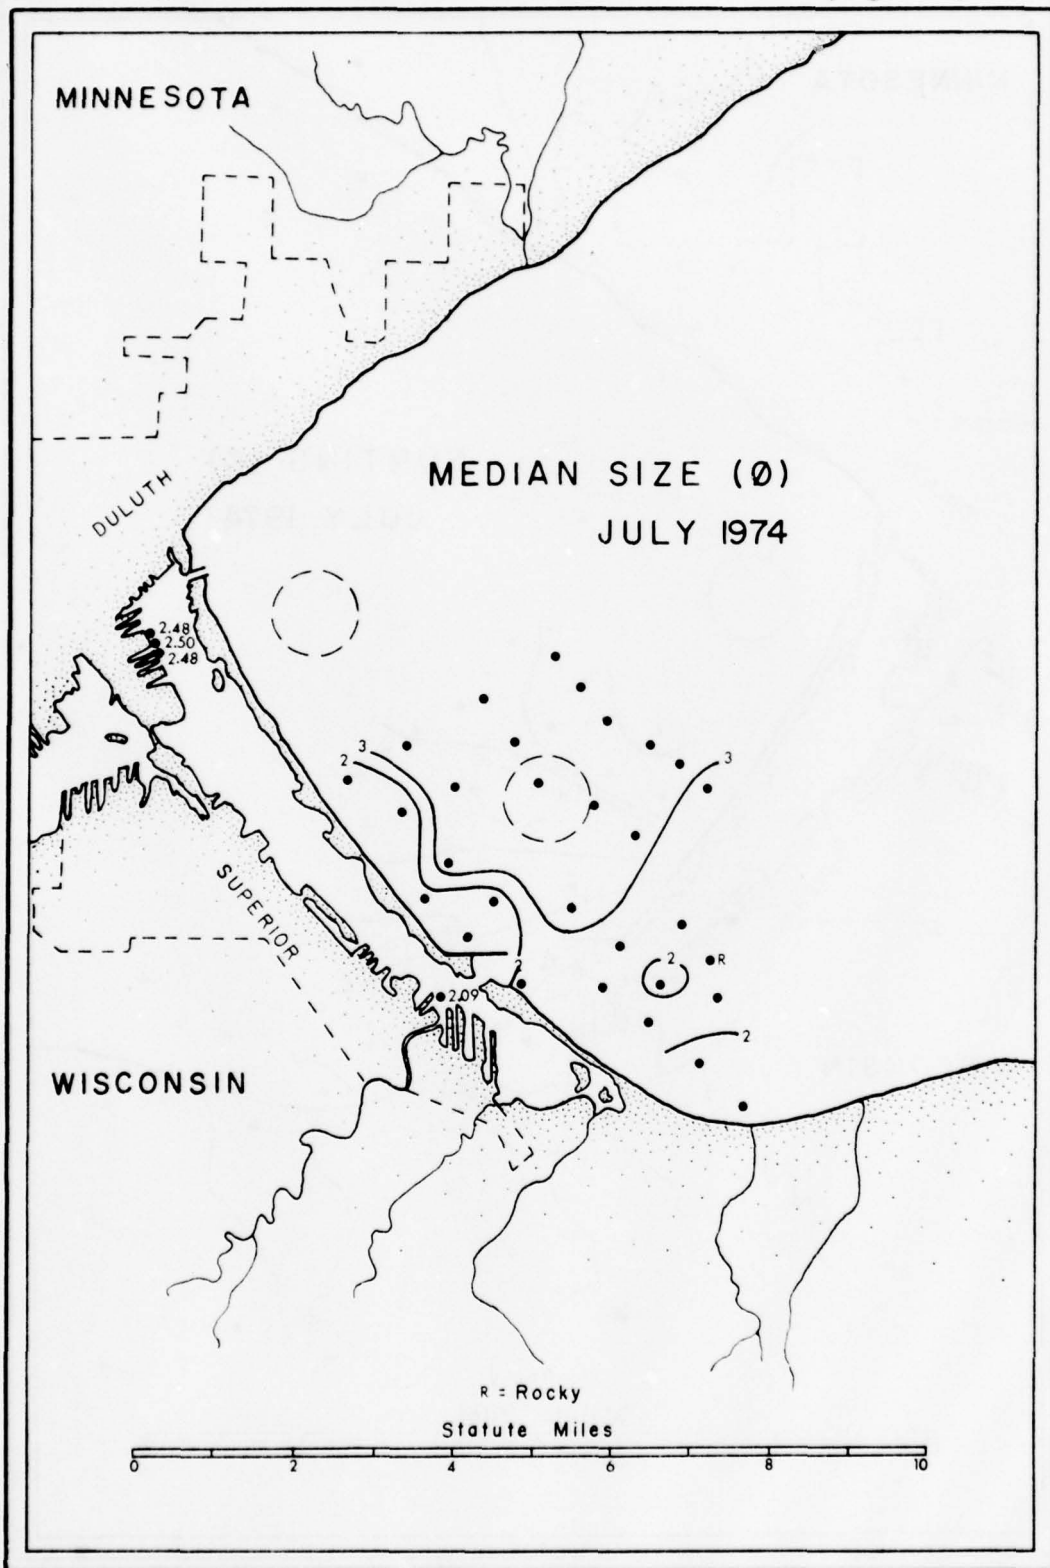 MINNESOTA
MEDIAN SIZE (Ø)
JULY 1974
DULUTH
2.48
2.50
2.48
3
2
3
SUPERIOR
2
R
2
2.09
2
WISCONSIN
R = Rocky
Statute Miles
0 2 4 6 8 10